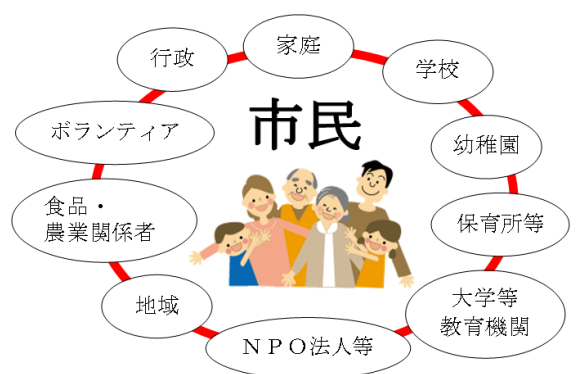 家庭
学校
幼稚園
保育所等
大学等
教育機関
ＮＰＯ法人等
地域
食品・
農業関係者
ボランティア
行政
市民